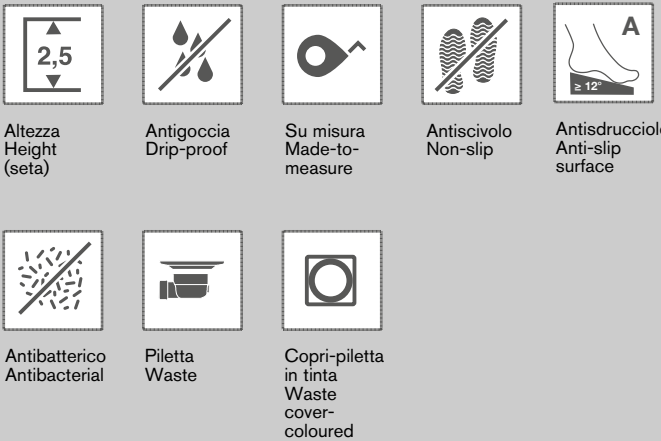 2,5
Altezza
Height
(seta)
Antigoccia
Drip-proof
Su misura
Made-to-
measure
Antiscivolo
Non-slip
A
≥ 12°
Antisdrucciolo
Anti-slip
surface
Antibatterico
Antibacterial
Piletta
Waste
Copri-piletta
in tinta
Waste
cover-
coloured